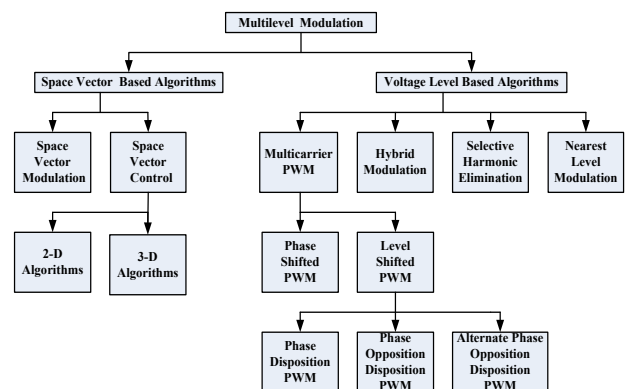 Multilevel Modulation
Space Vector Based Algorithms
Voltage Level Based Algorithms
Space
Vector
Modulation
Space
Vector
Control
Multicarrier
PWM
Hybrid
Modulation
Selective
Harmonic
Elimination
Nearest
Level
Modulation
2-D
Algorithms
3-D
Algorithms
Phase
Shifted
PWM
Level
Shifted
PWM
Phase
Disposition
PWM
Phase
Opposition
Disposition
PWM
Alternate Phase
Opposition
Disposition
PWM